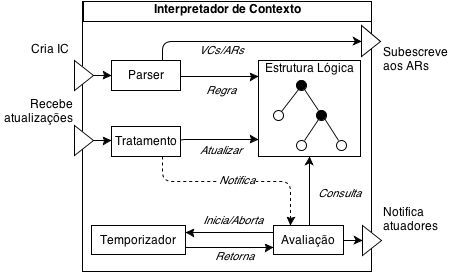 Interpretador de Contexto
Cria IC
VCs/ARs
Subescreve
aos ARs
Parser
Estrutura Lógica
Regra
Recebe
atualizações
Tratamento
Atualizar
Notifica
Consulta
Inicia/Aborta
Notifica
atuadores
Temporizador
Avaliação
Retorna